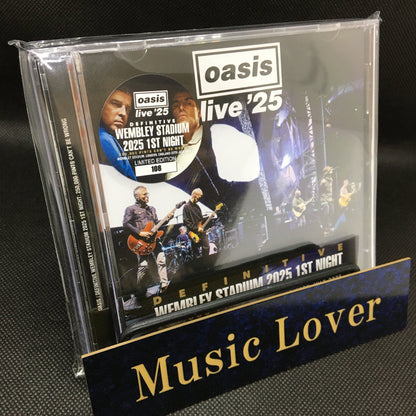 oasis
live '25
oasis
live '25
DEFINITIVE
WEMBLEY STADIUM
2025 1ST NIGHT
LIMITED EDITION
108
DEFINITIVE
WEMBLEY STADIUM 2025 1ST NIGHT
Music Lover